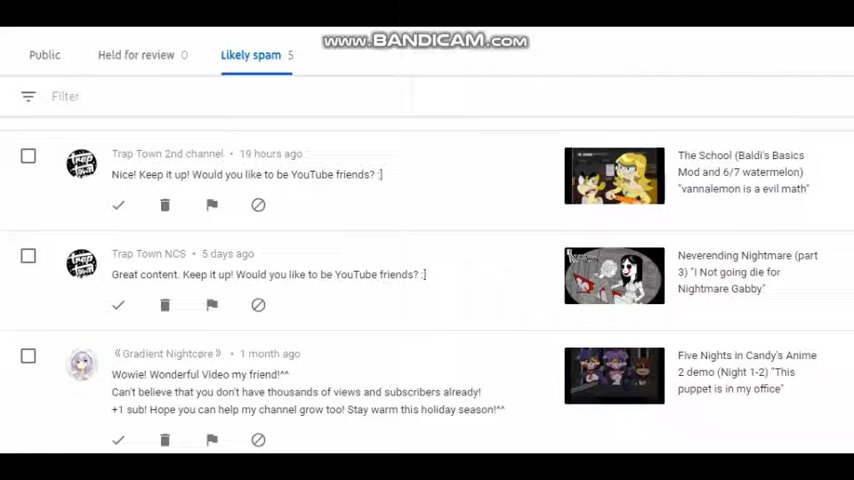 www.BANDICAM.com
Public
Held for review 0
Likely spam 5
Filter
Trap Town 2nd channel • 19 hours ago
Nice! Keep it up! Would you like to be YouTube friends? :]
The School (Baldi's Basics
Mod and 6/7 watermelon)
"vannalemon is a evil math"
Trap Town NCS • 5 days ago
Great content. Keep it up! Would you like to be YouTube friends? :]
Neverending Nightmare (part
3) "I Not going die for
Nightmare Gabby"
《Gradient Nightcøre》 • 1 month ago
Wowie! Wonderful Video my friend!^^
Can't believe that you don't have thousands of views and subscribers already!
+1 sub! Hope you can help my channel grow too! Stay warm this holiday season!^^
Five Nights in Candy's Anime
2 demo (Night 1-2) "This
puppet is in my office"